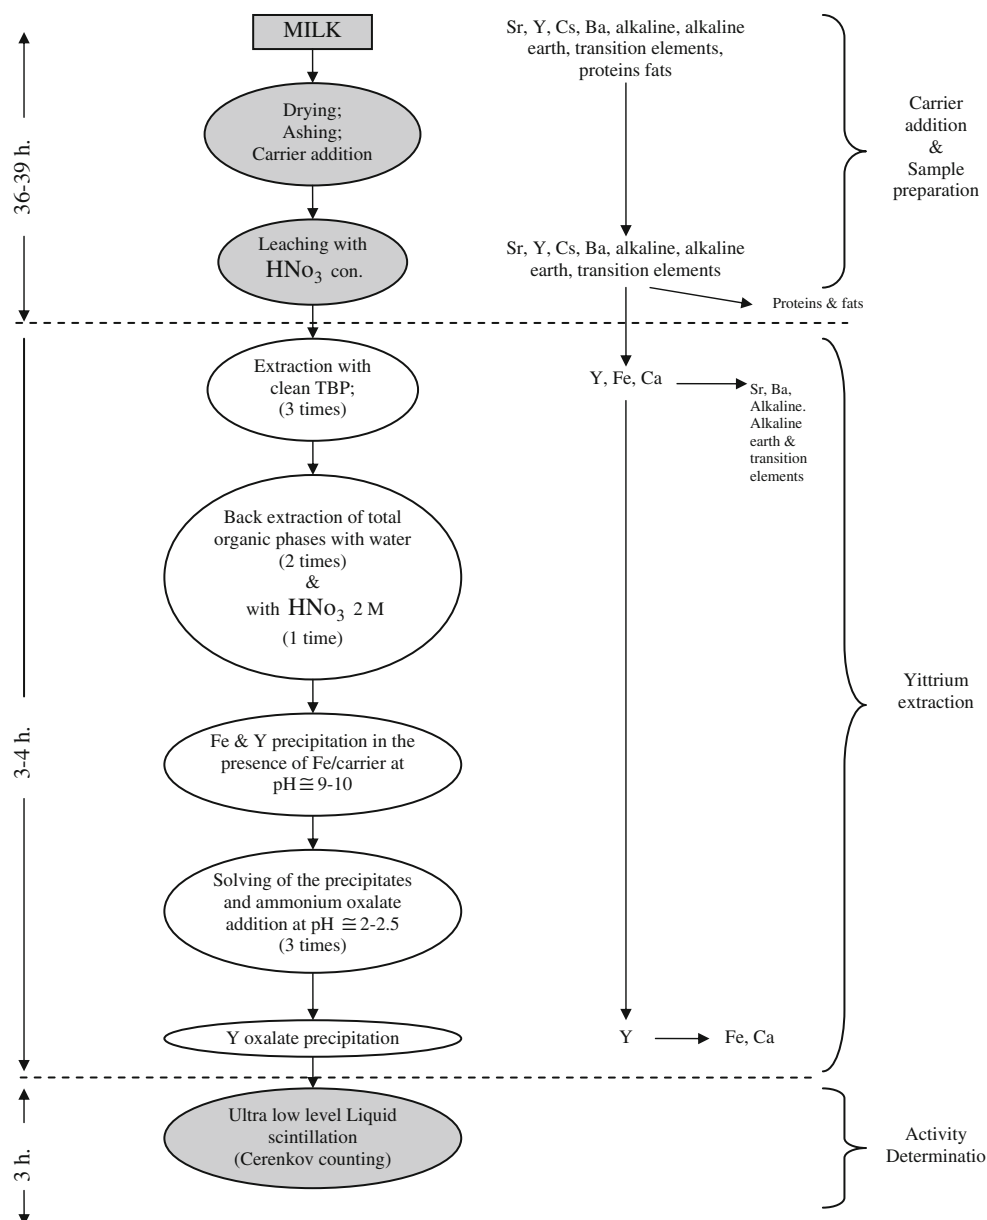 MILK
Drying;
Ashing;
Carrier addition
Leaching with
HNo₃ con.
Extraction with
clean TBP;
(3 times)
Back extraction of total
organic phases with water
(2 times)
&
with HNo₃ 2 M
(1 time)
Fe & Y precipitation in the
presence of Fe/carrier at
pH≅9-10
Solving of the precipitates
and ammonium oxalate
addition at pH ≅2-2.5
(3 times)
Y oxalate precipitation
Ultra low level Liquid
scintillation
(Cerenkov counting)
36-39 h.
3-4 h.
3 h.
Sr, Y, Cs, Ba, alkaline, alkaline
earth, transition elements,
proteins fats
Sr, Y, Cs, Ba, alkaline, alkaline
earth, transition elements
Proteins & fats
Y, Fe, Ca
Sr, Ba,
Alkaline.
Alkaline
earth &
transition
elements
Y
Fe, Ca
Carrier
addition
&
Sample
preparation
Yittrium
extraction
Activity
Determinatio